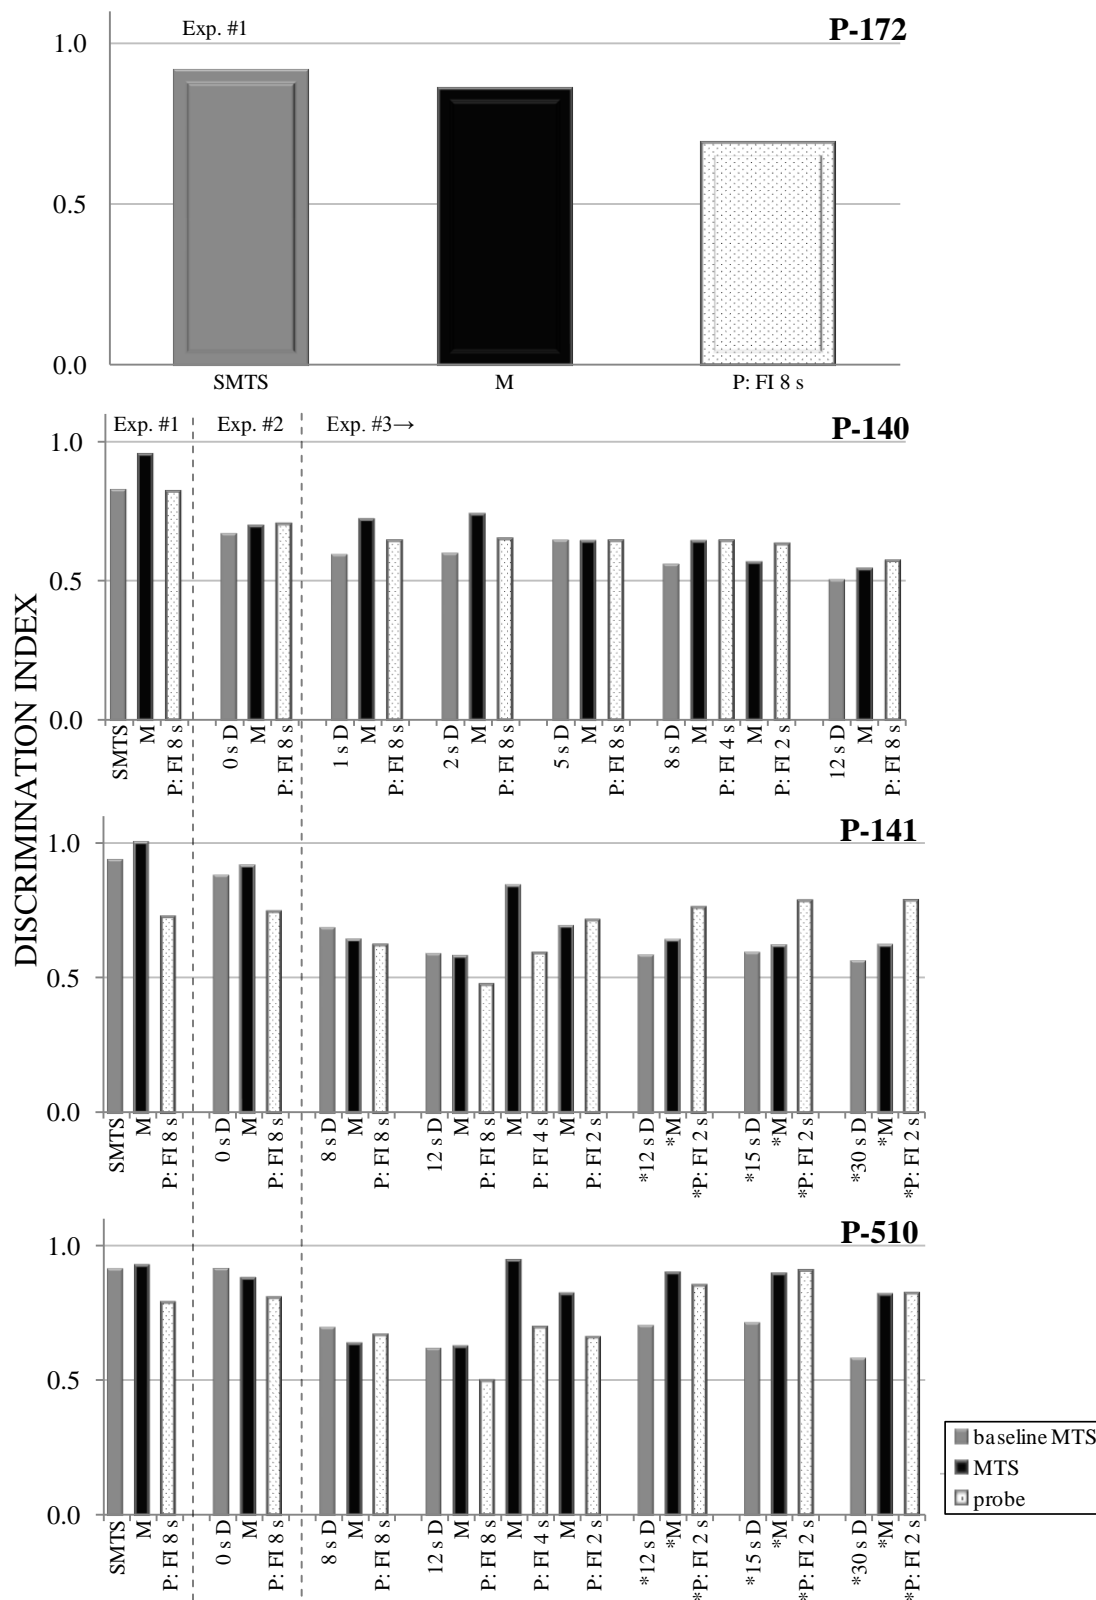 Exp. #1
P-172
1.0
0.5
0.0
SMTS M P: FI 8 s
DISCRIMINATION INDEX
Exp. #1 Exp. #2 Exp. #3→
P-140
1.0
0.5
0.0
SMTS M P: FI 8 s 0 s D M P: FI 8 s 1 s D M P: FI 8 s 2 s D M P: FI 8 s 5 s D M P: FI 8 s 8 s D M P: FI 4 s M P: FI 2 s 12 s D M P: FI 8 s
P-141
1.0
0.5
0.0
SMTS M P: FI 8 s 0 s D M P: FI 8 s 8 s D M P: FI 8 s 12 s D M P: FI 8 s M P: FI 4 s M P: FI 2 s *12 s D *M *P: FI 2 s *15 s D *M *P: FI 2 s *30 s D *M *P: FI 2 s
P-510
1.0
0.5
0.0
SMTS M P: FI 8 s 0 s D M P: FI 8 s 8 s D M P: FI 8 s 12 s D M P: FI 8 s M P: FI 4 s M P: FI 2 s *12 s D *M *P: FI 2 s *15 s D *M *P: FI 2 s *30 s D *M *P: FI 2 s
baseline MTS
MTS
probe